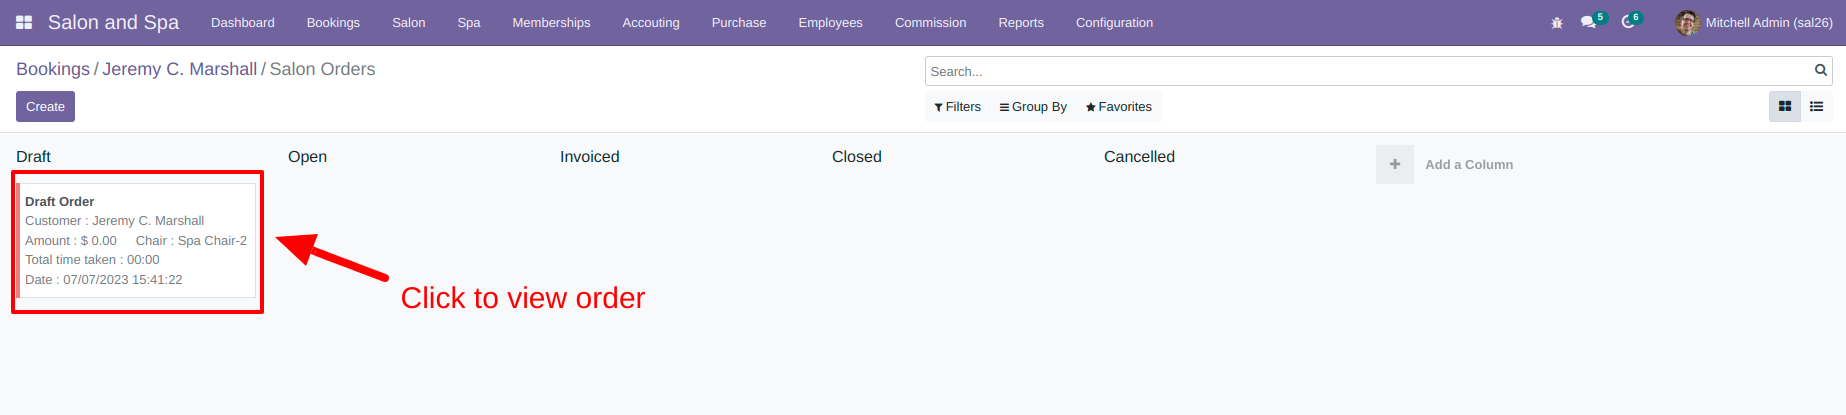 Salon and Spa Dashboard Bookings Salon Spa Memberships Accouting Purchase Employees Commission Reports Configuration 5 6 Mitchell Admin (sal26)
Bookings / Jeremy C. Marshall / Salon Orders
Search...
Create
Filters Group By Favorites
Draft Open Invoiced Closed Cancelled Add a Column
Draft Order
Customer : Jeremy C. Marshall
Amount : $ 0.00 Chair : Spa Chair-2
Total time taken : 00:00
Date : 07/07/2023 15:41:22
Click to view order